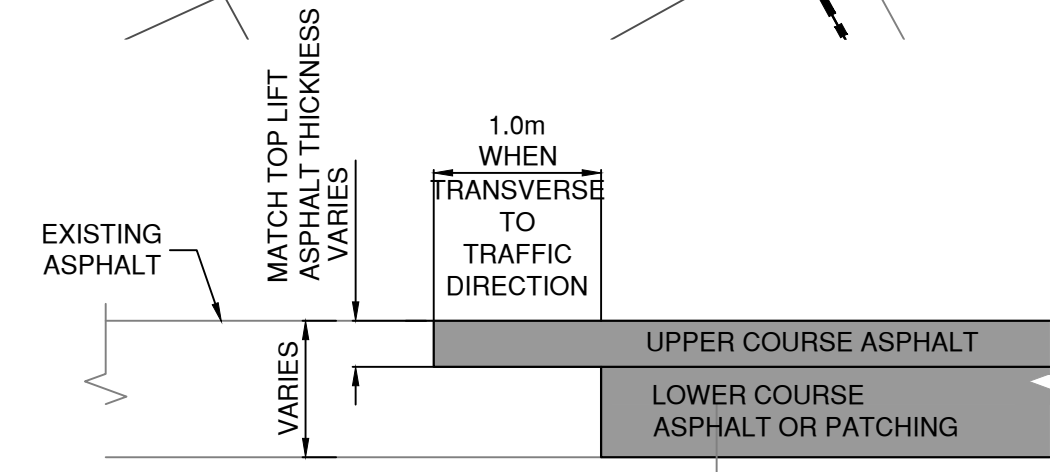 MATCH TOP LIFT
ASPHALT THICKNESS
VARIES
1.0m
WHEN
TRANSVERSE
TO
TRAFFIC
DIRECTION
EXISTING
ASPHALT
VARIES
UPPER COURSE ASPHALT
LOWER COURSE
ASPHALT OR PATCHING